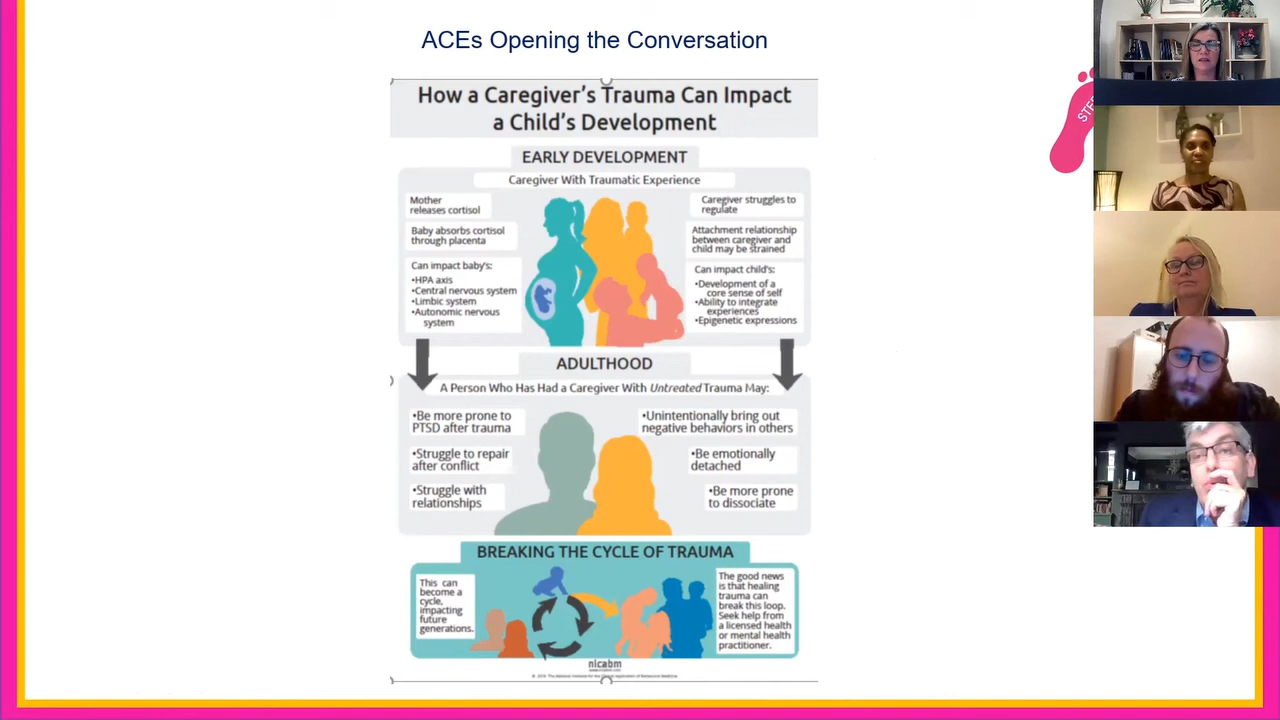 ACEs Opening the Conversation
How a Caregiver's Trauma Can Impact
a Child's Development
EARLY DEVELOPMENT
Caregiver With Traumatic Experience
Mother
releases cortisol
Baby absorbs cortisol
through placenta
Can impact baby's:
•HPA axis
•Central nervous system
•Limbic system
•Autonomic nervous
system
Caregiver struggles to
regulate
Attachment relationship
between caregiver and
child may be strained
Can impact child's:
•Development of a
core sense of self
•Ability to integrate
experiences
•Epigenetic expressions
ADULTHOOD
A Person Who Has Had a Caregiver With Untreated Trauma May:
•Be more prone to
PTSD after trauma
•Struggle to repair
after conflict
•Struggle with
relationships
•Unintentionally bring out
negative behaviors in others
•Be emotionally
detached
•Be more prone
to dissociate
BREAKING THE CYCLE OF TRAUMA
This can
become a
cycle,
impacting
future
generations.
The good news
is that healing
trauma can
break this loop.
Seek help from
a licensed health
or mental health
practitioner.
nicabm